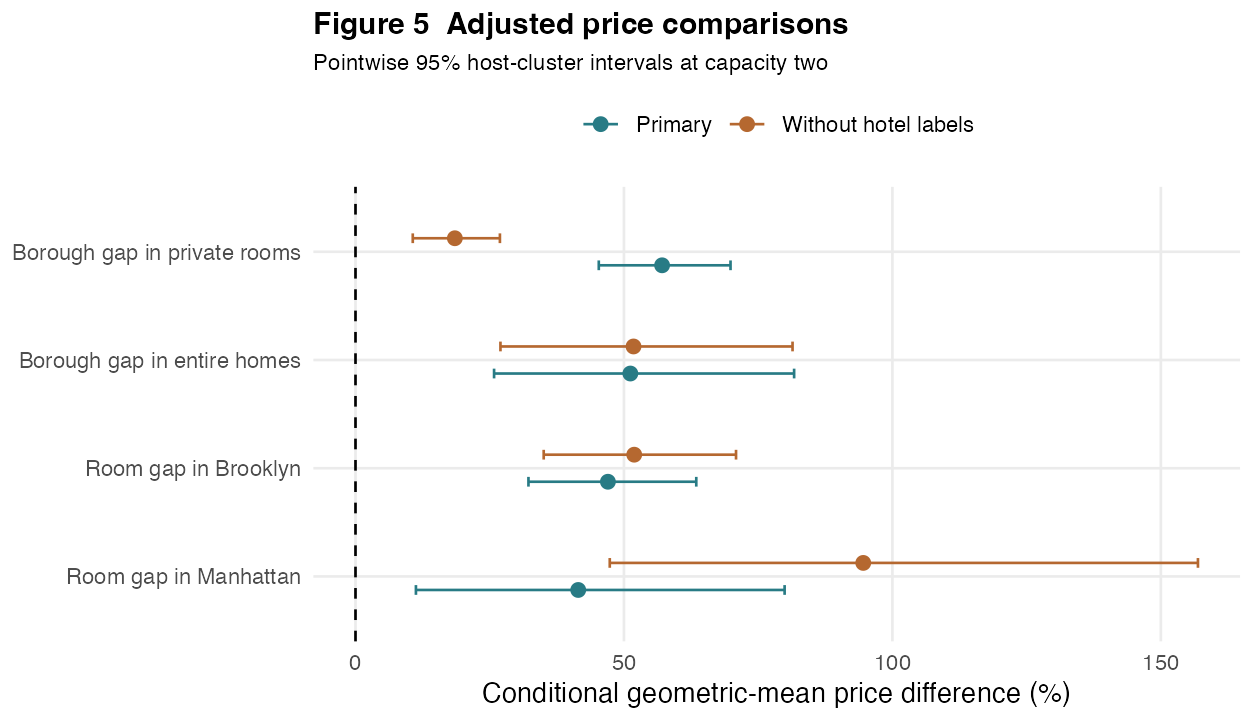 Figure 5  Adjusted price comparisons
Pointwise 95% host-cluster intervals at capacity two
Primary
Without hotel labels
Borough gap in private rooms
Borough gap in entire homes
Room gap in Brooklyn
Room gap in Manhattan
0 50 100 150
Conditional geometric-mean price difference (%)